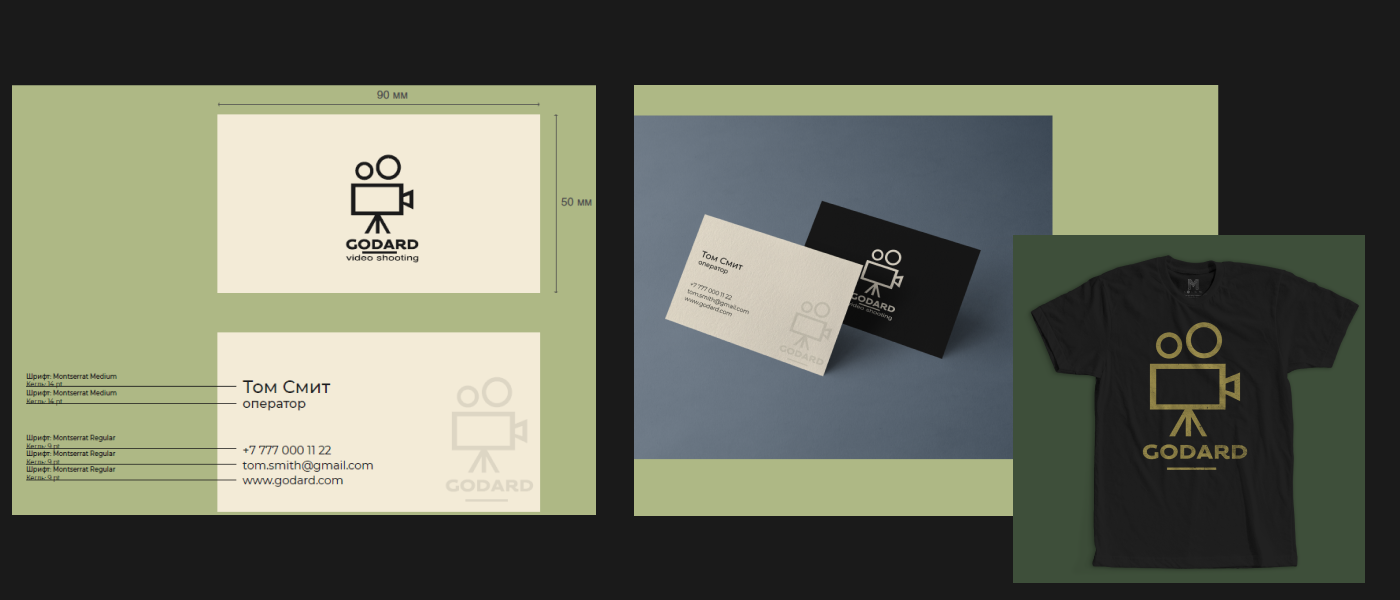 90 мм
50 мм
GODARD
video shooting
Шрифт: Montserrat Medium
Кегль: 14 pt
Шрифт: Montserrat Medium
Кегль: 14 pt
Шрифт: Montserrat Regular
Кегль: 9 pt
Шрифт: Montserrat Regular
Кегль: 9 pt
Шрифт: Montserrat Regular
Кегль: 9 pt
Том Смит
оператор
+7 777 000 11 22
tom.smith@gmail.com
www.godard.com
GODARD
Том Смит
оператор
+7 777 000 11 22
tom.smith@gmail.com
www.godard.com
GODARD
GODARD
video shooting
M
GODARD